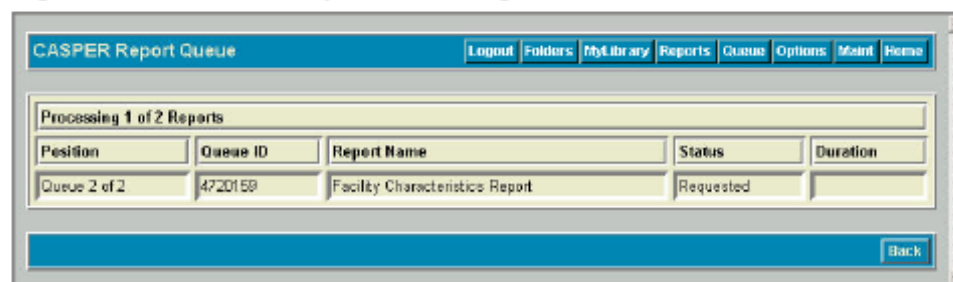 CASPER Report Queue Logout Folders MyLibrary Reports Queue Options Maint Home
Processing 1 of 2 Reports
Position Queue ID Report Name Status Duration
Queue 2 of 2 4720159 Facility Characteristics Report Requested
Back